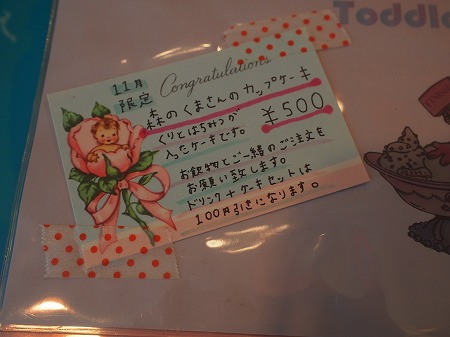 Toddle
11月
限定
Congratulations
森のくまさんのカップケーキ
くりとはちみつが
¥500
入ったケーキです。
お飲物とご一緒のご注文を
お願い致します。
ドリンク+ケーキセットは
100円引きになります。